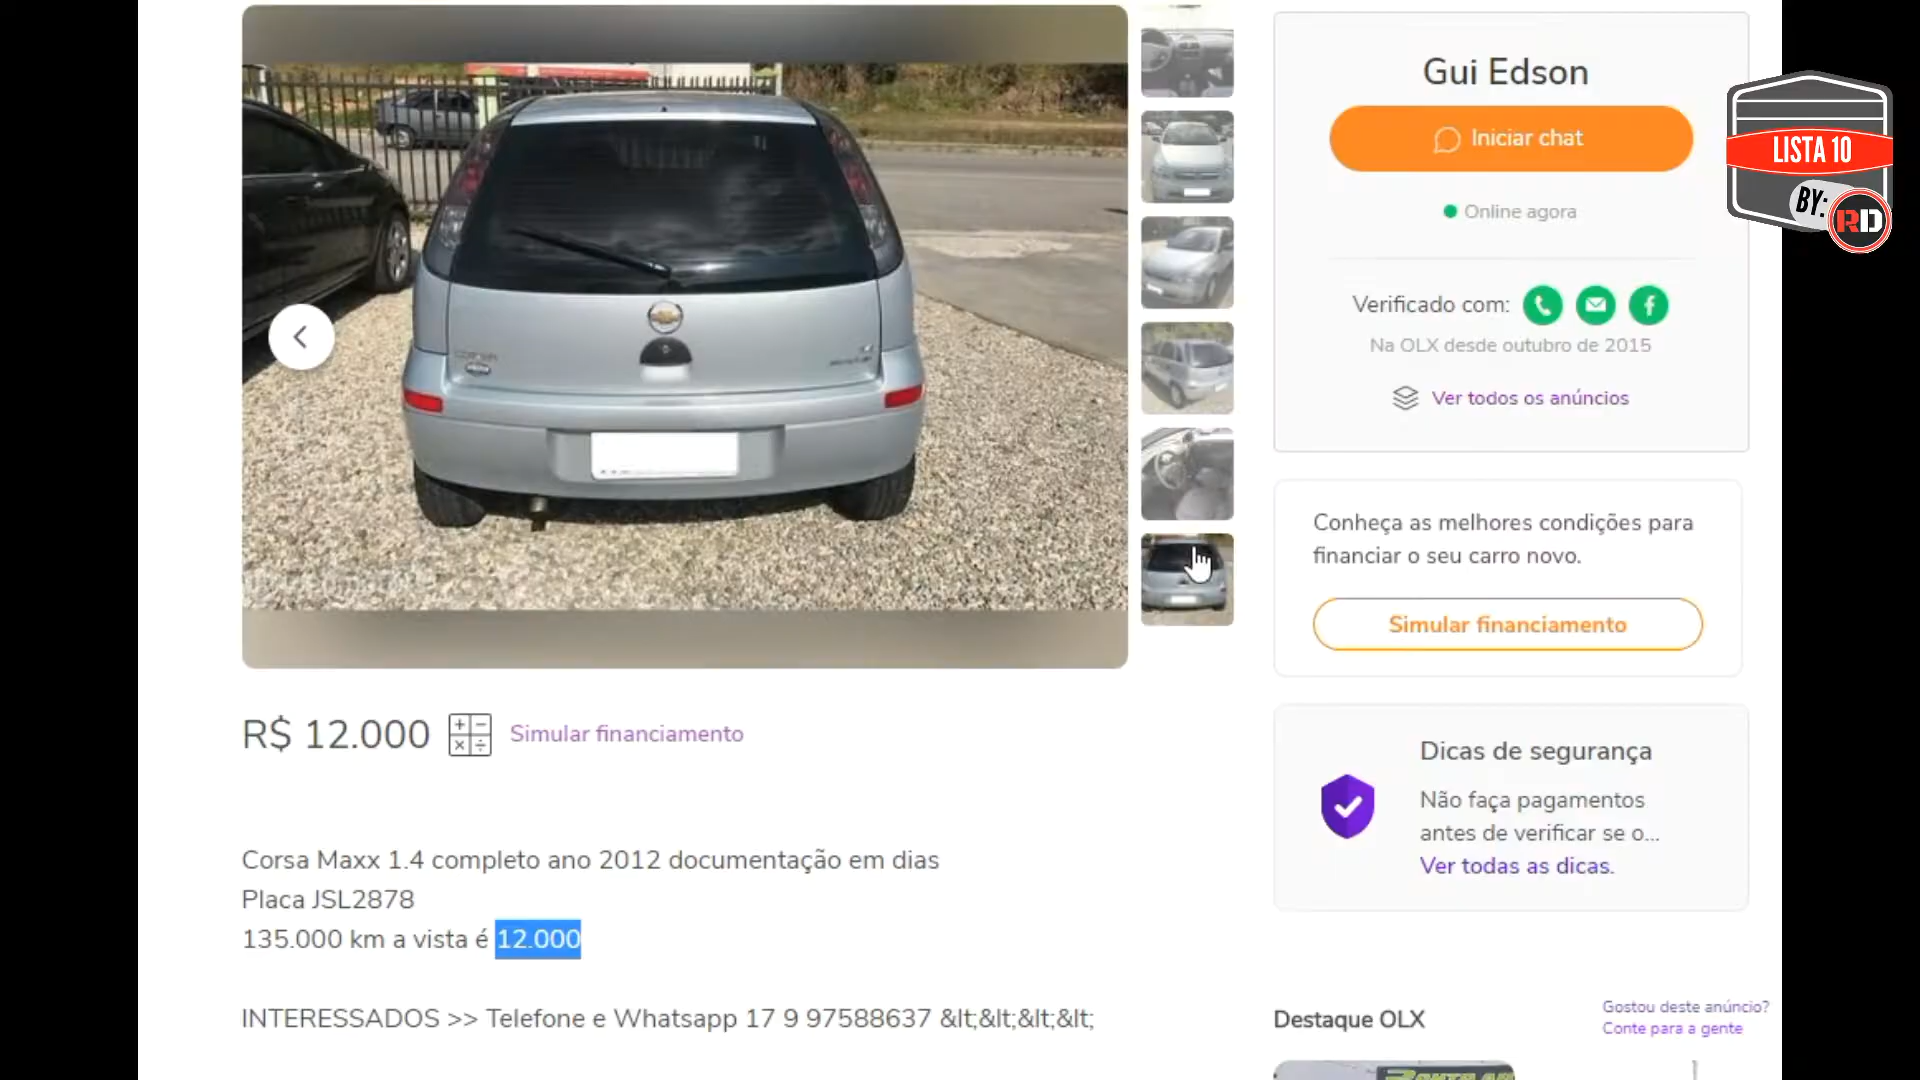 Gui Edson
Iniciar chat
Online agora
Verificado com:
Na OLX desde outubro de 2015
Ver todos os anúncios
LISTA 10
BY: RD
Conheça as melhores condições para
financiar o seu carro novo.
Simular financiamento
R$ 12.000
Simular financiamento
Dicas de segurança
Não faça pagamentos
antes de verificar se o...
Ver todas as dicas.
Corsa Maxx 1.4 completo ano 2012 documentação em dias
Placa JSL2878
135.000 km a vista é 12.000
INTERESSADOS >> Telefone e Whatsapp 17 9 97588637 &lt;&lt;&lt;&lt;
Destaque OLX
Gostou deste anúncio?
Conte para a gente